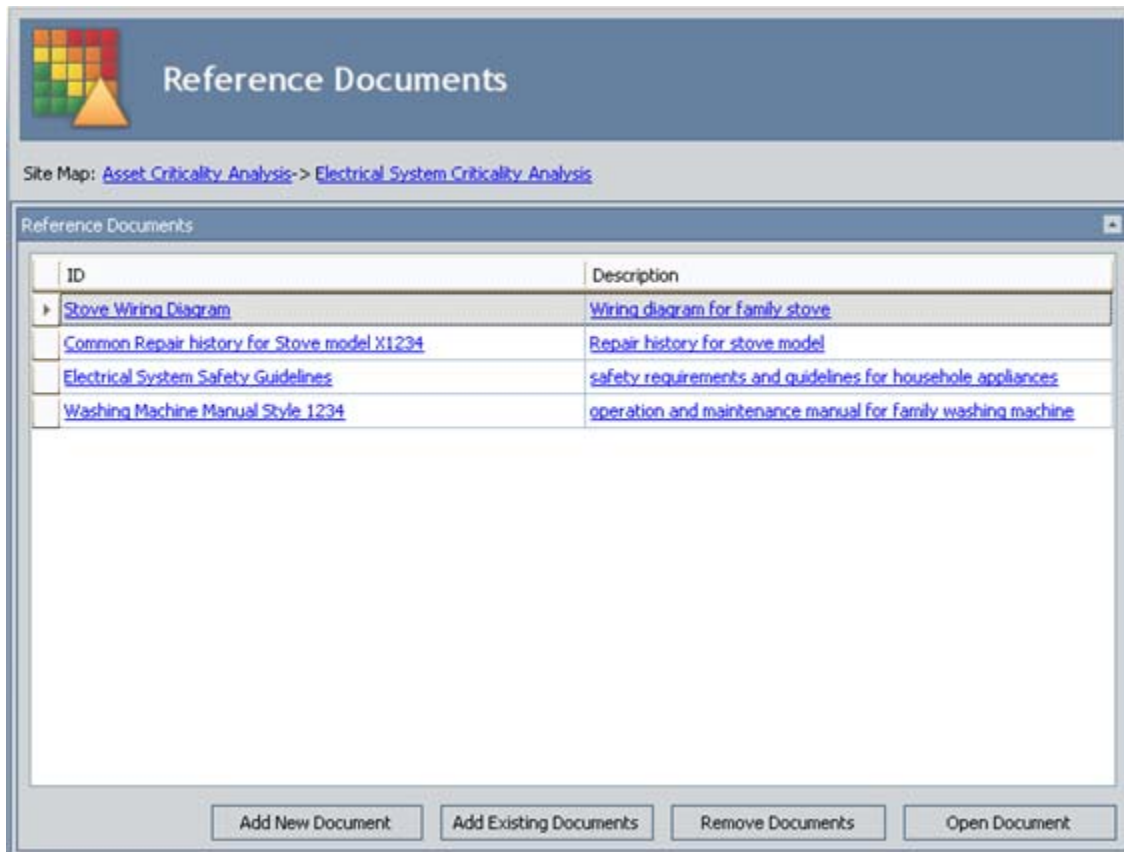 Reference Documents
Site Map: Asset Criticality Analysis-> Electrical System Criticality Analysis
Reference Documents
ID Description
Stove Wiring Diagram Wiring diagram for family stove
Common Repair history for Stove model X1234 Repair history for stove model
Electrical System Safety Guidelines safety requirements and guidelines for househole appliances
Washing Machine Manual Style 1234 operation and maintenance manual for family washing machine
Add New Document Add Existing Documents Remove Documents Open Document